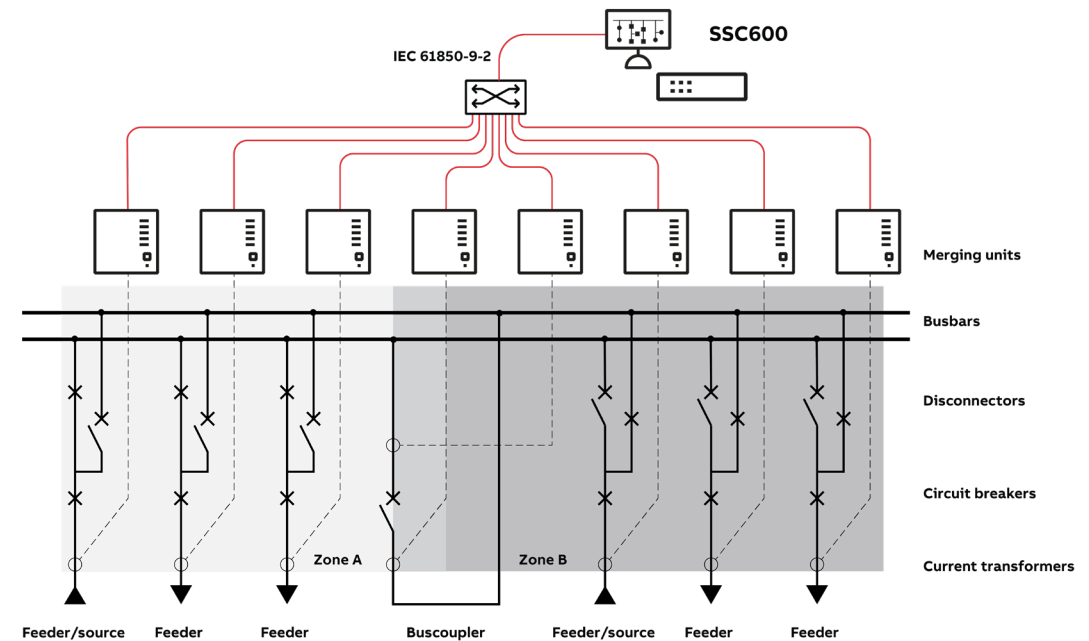 SSC600
IEC 61850-9-2
Merging units
Busbars
Disconnectors
Circuit breakers
Zone A
Zone B
Current transformers
Feeder/source
Feeder
Feeder
Buscoupler
Feeder/source
Feeder
Feeder